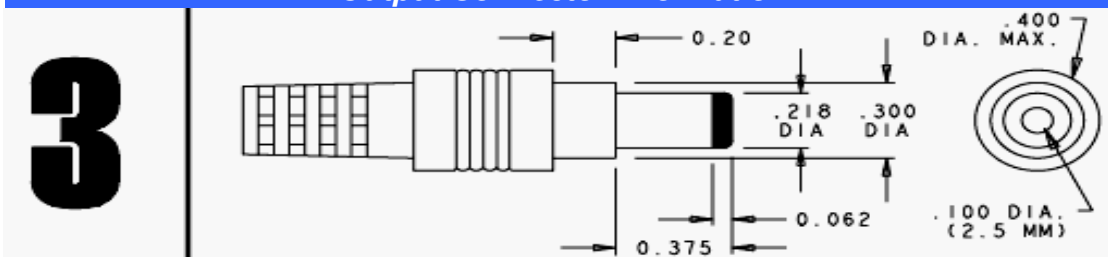 3
0.20
.400
DIA. MAX.
.218
DIA
.300
DIA
0.062
0.375
.100 DIA.
(2.5 MM)